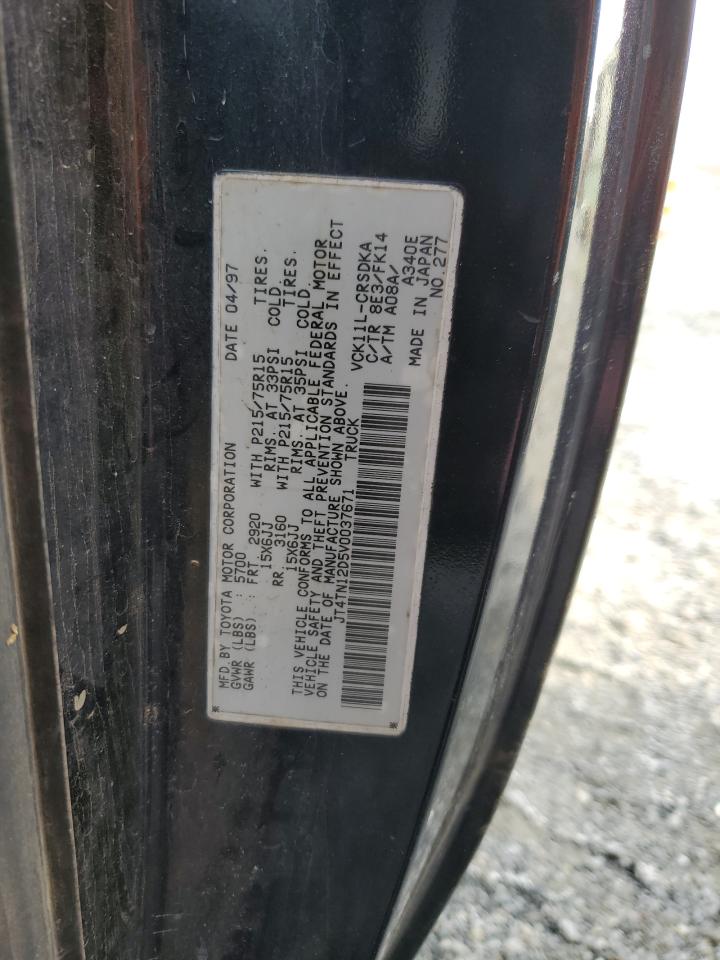 MFD.BY TOYOTA MOTOR CORPORATION DATE 04/97
GVWR (LBS) : 5700
GAWR (LBS) : FRT. 2920 WITH P215/75R15 TIRES.
15X6JJ RIMS. AT 33PSI COLD.
RR. 3160 WITH P215/75R15 TIRES.
15X6JJ RIMS. AT 35PSI COLD.
THIS VEHICLE CONFORMS TO ALL APPLICABLE FEDERAL MOTOR
VEHICLE SAFETY AND THEFT PREVENTION STANDARDS IN EFFECT
ON THE DATE OF MANUFACTURE SHOWN ABOVE.
JT4TN12D5V0037671 TRUCK
VCK11L-CRSDKA
C/TR 8E3/FK14
A/TM A08A/ A340E
MADE IN JAPAN
NO.277